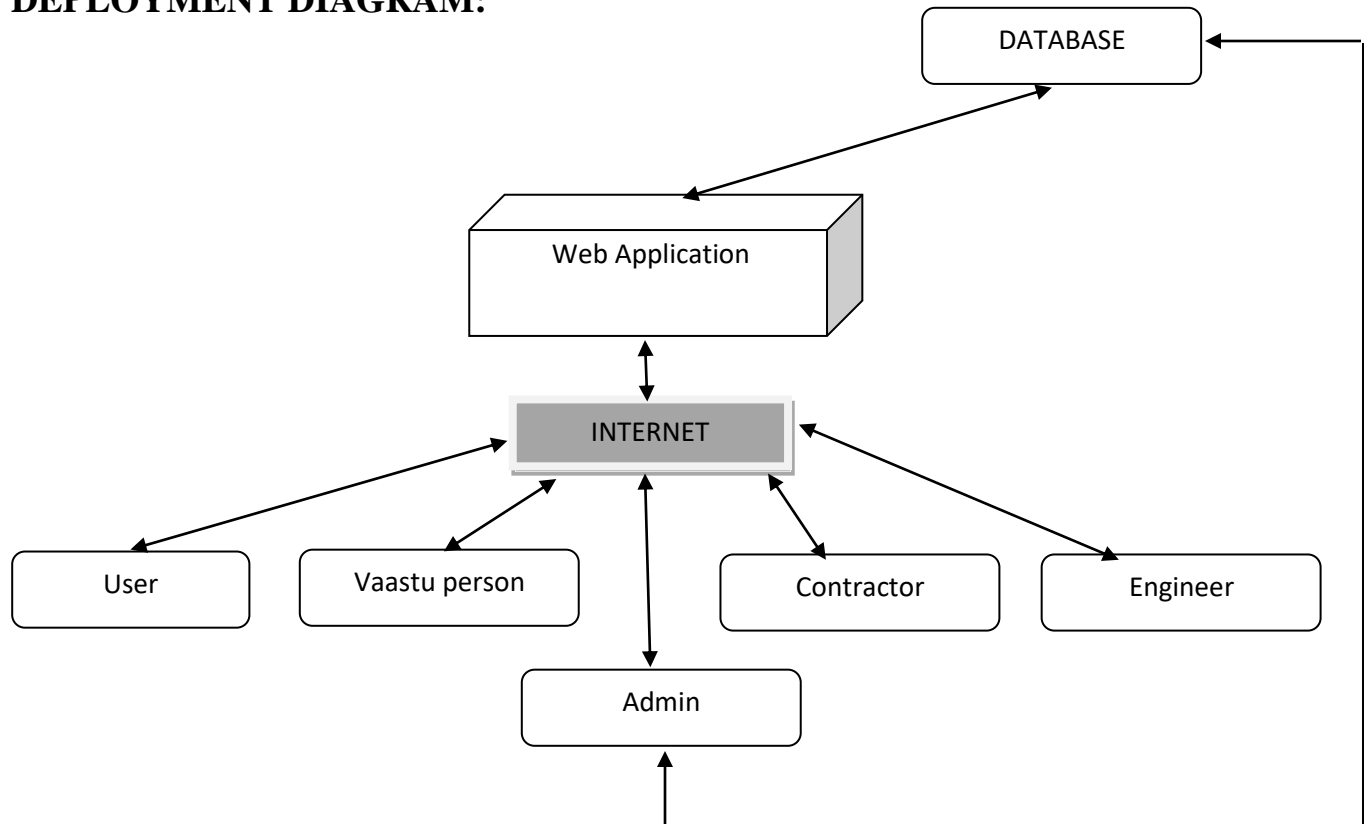 DEPLOYMENT DIAGRAM:
DATABASE
Web Application
INTERNET
User
Vaastu person
Contractor
Engineer
Admin